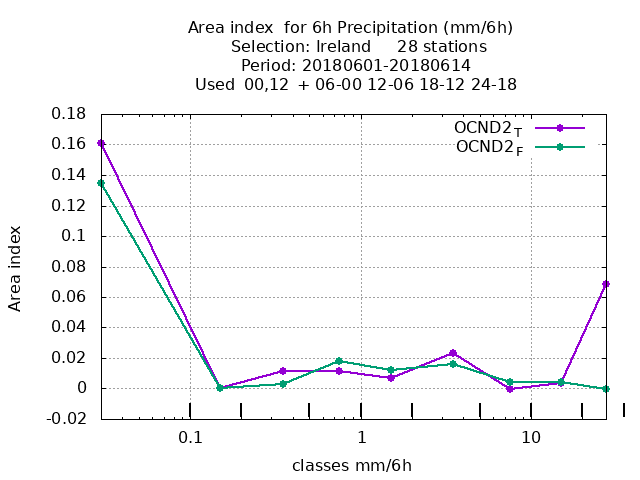 Area index  for 6h Precipitation (mm/6h)
Selection: Ireland     28 stations
Period: 20180601-20180614
Used  00,12  + 06-00 12-06 18-12 24-18
OCND2T
OCND2F
0.18
0.16
0.14
0.12
0.1
0.08
0.06
0.04
0.02
0
-0.02
Area index
0.1 1 10
classes mm/6h